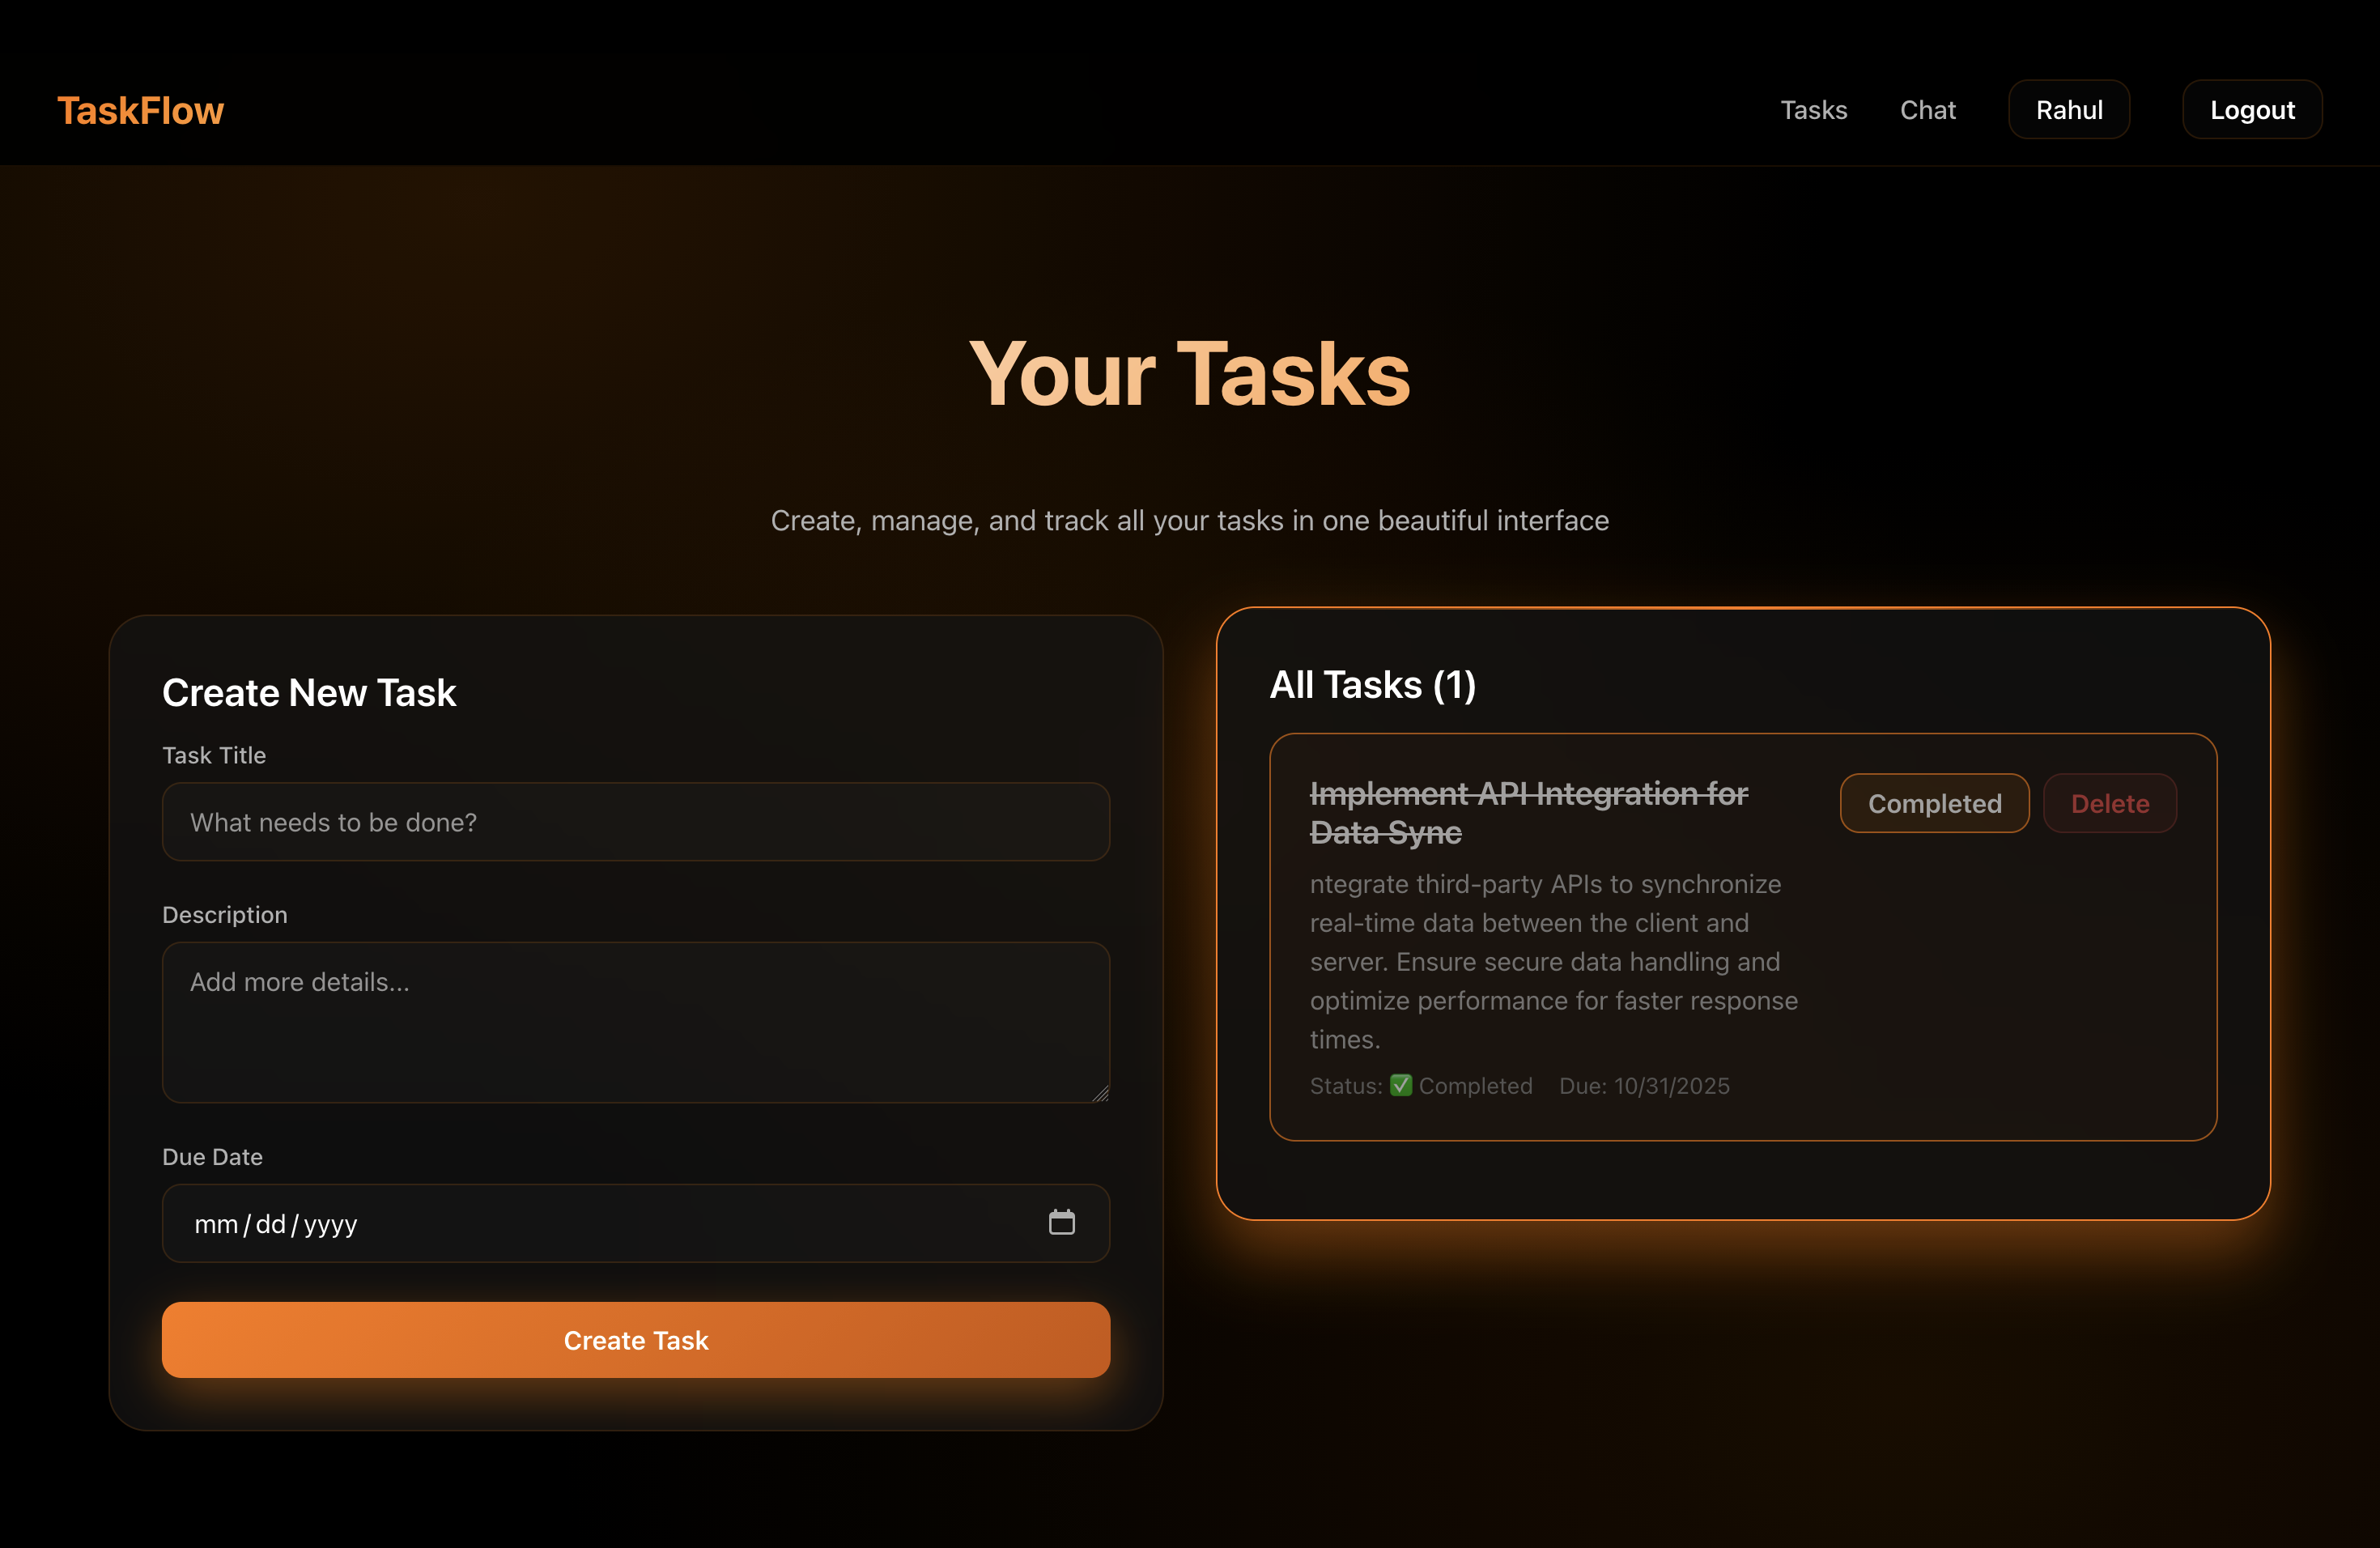 TaskFlow
Tasks
Chat
Rahul
Logout
Your Tasks
Create, manage, and track all your tasks in one beautiful interface
Create New Task
Task Title
What needs to be done?
Description
Add more details...
Due Date
mm/dd/yyyy
Create Task
All Tasks (1)
Implement API Integration for
Data Sync
Completed
Delete
ntegrate third-party APIs to synchronize
real-time data between the client and
server. Ensure secure data handling and
optimize performance for faster response
times.
Status: ✅ Completed Due: 10/31/2025